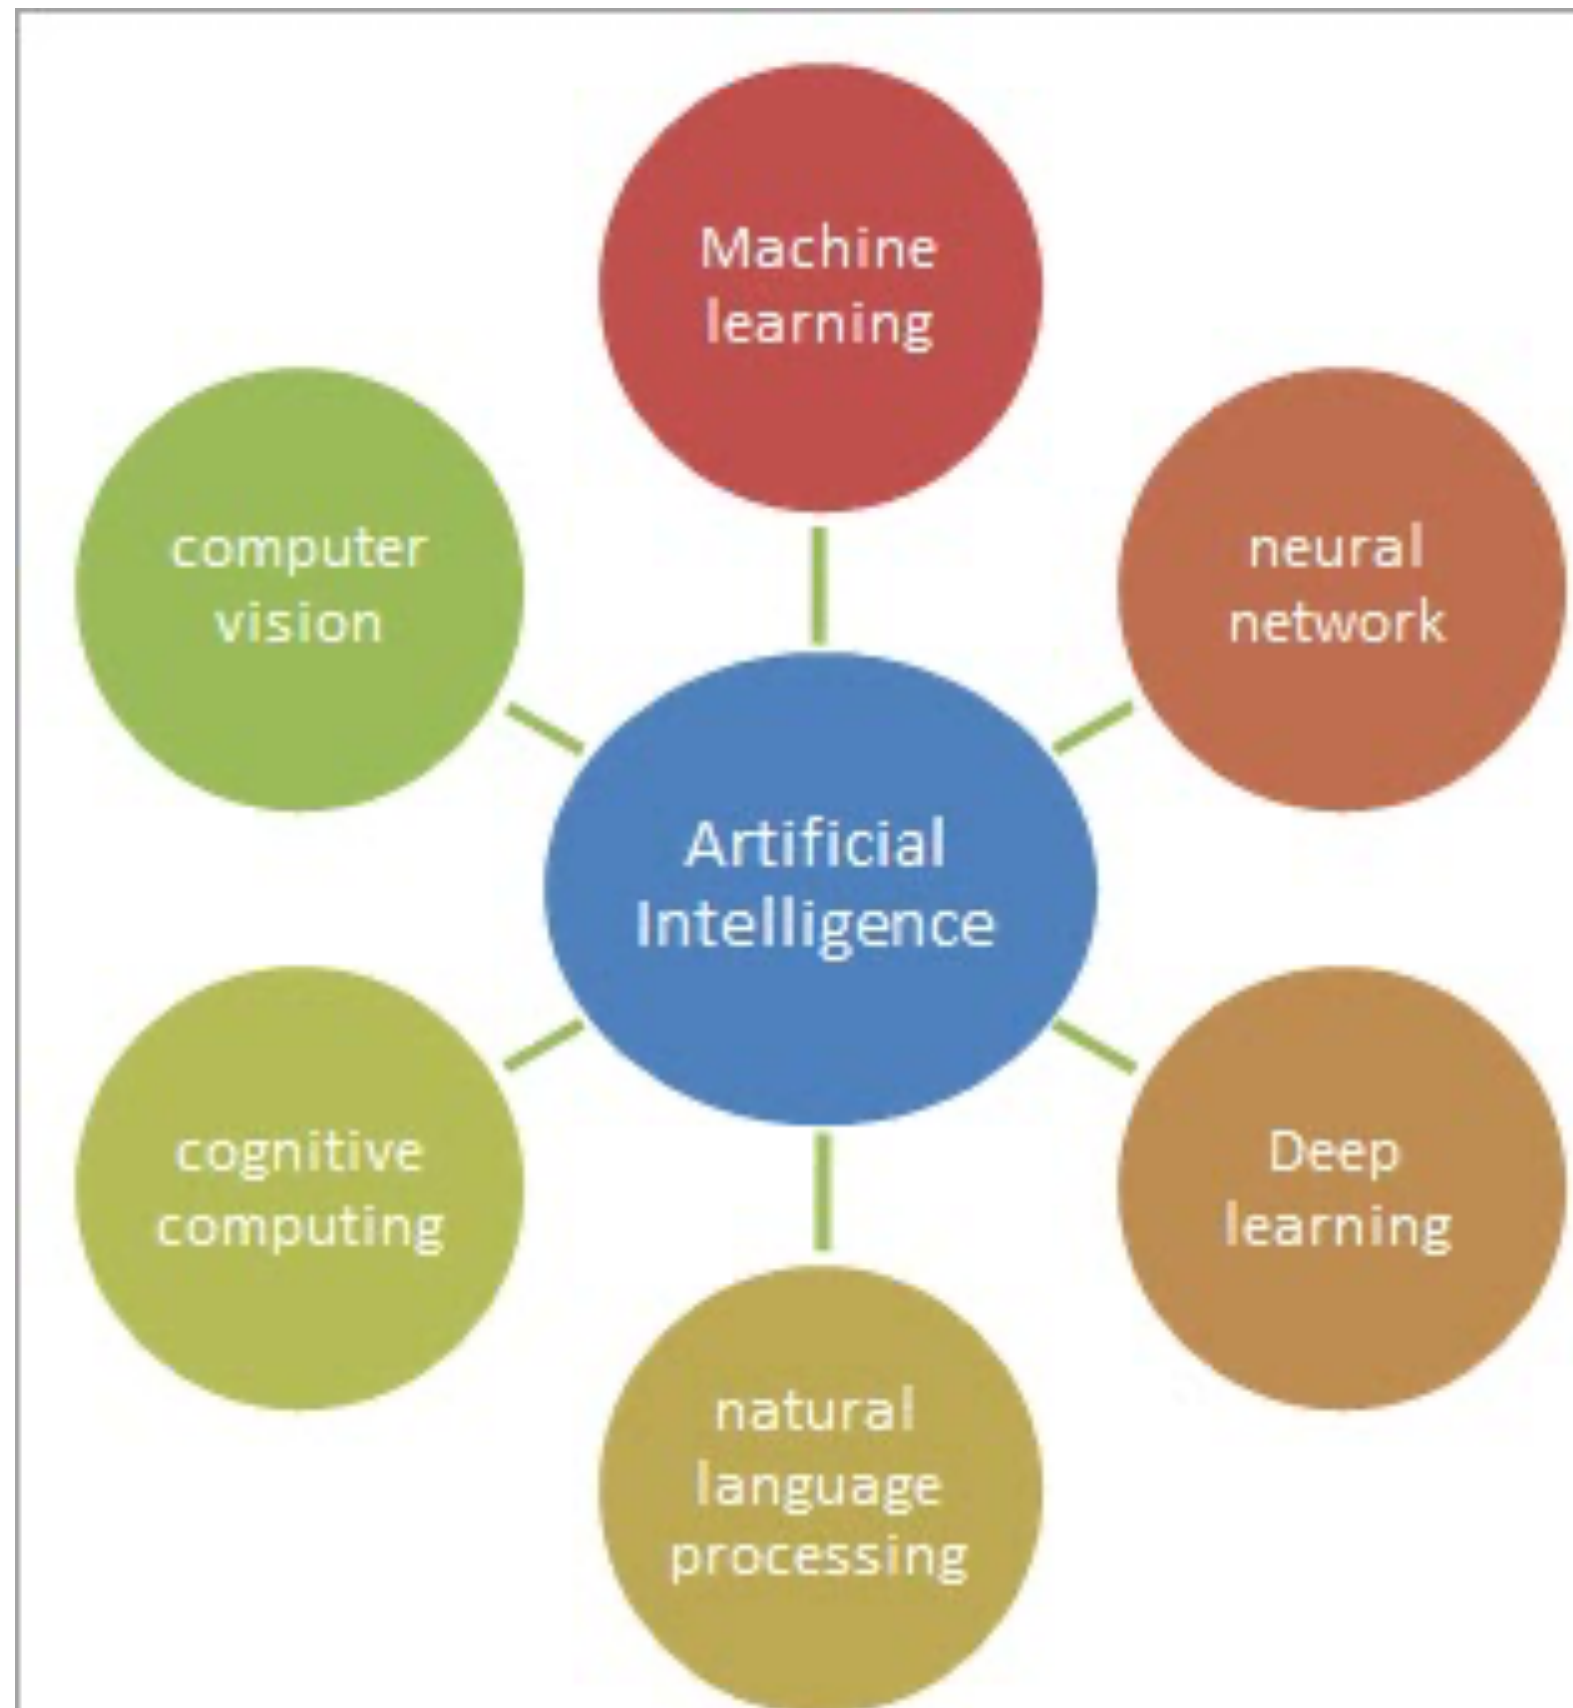 Machine
learning
computer
vision
neural
network
Artificial
Intelligence
cognitive
computing
Deep
learning
natural
language
processing